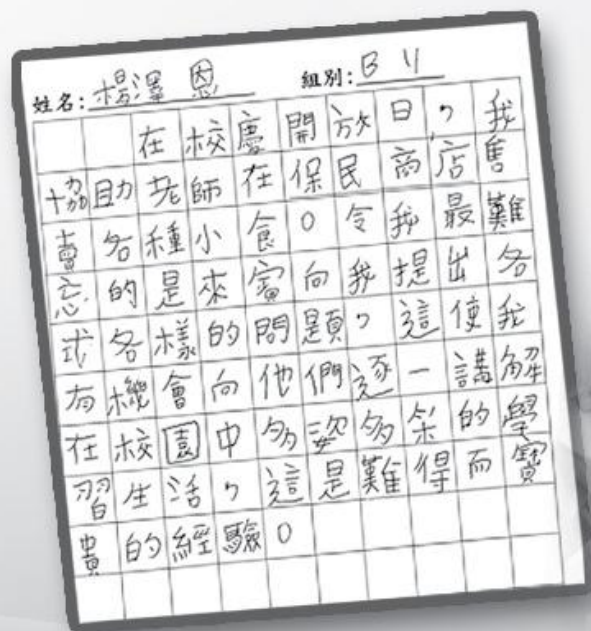 姓名：楊澤恩 組別：B11
在校慶開放日，我
協助老師在保民商店售
賣各種小食。令我最難
忘的是來賓向我提出各
式各樣的問題，這使我
有機會向他們逐一講解
在校園中多姿多采的學
習生活，這是難得而寶
貴的經驗。